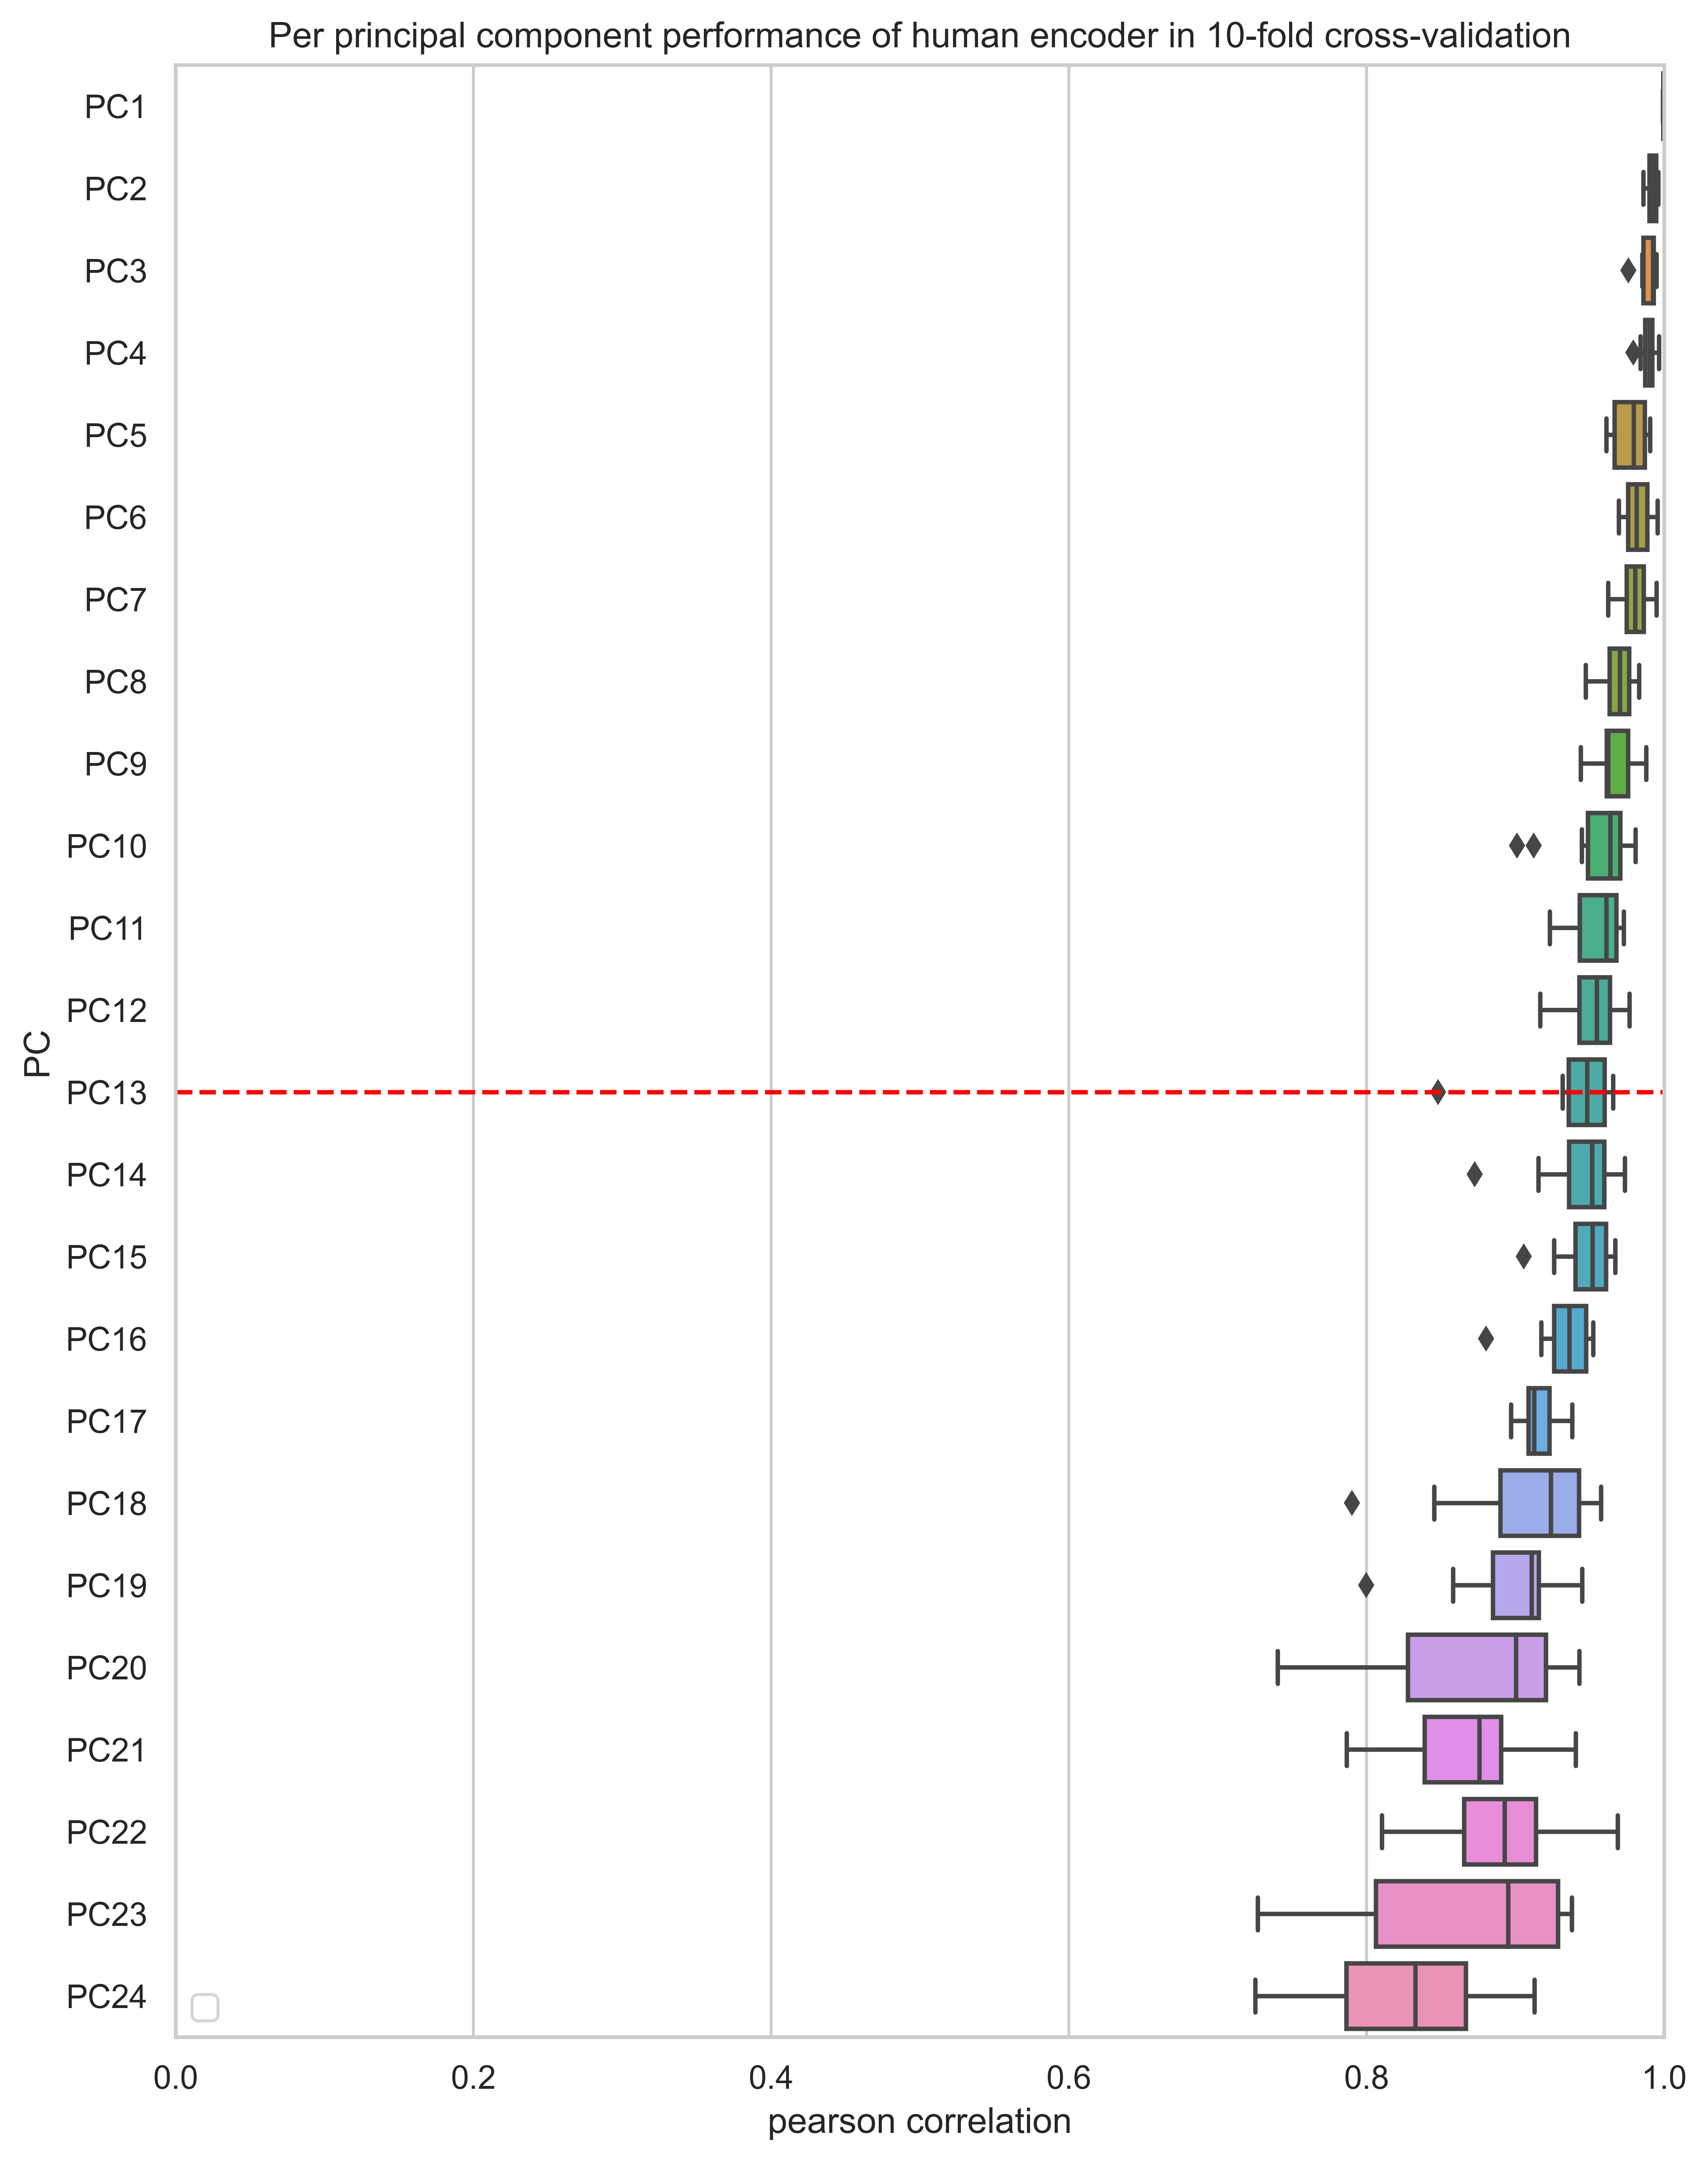 Per principal component performance of human encoder in 10-fold cross-validation
PC1
PC2
PC3
PC4
PC5
PC6
PC7
PC8
PC9
PC10
PC11
PC12
PC13
PC14
PC15
PC16
PC17
PC18
PC19
PC20
PC21
PC22
PC23
PC24
PC
0.0 0.2 0.4 0.6 0.8 1.0
pearson correlation